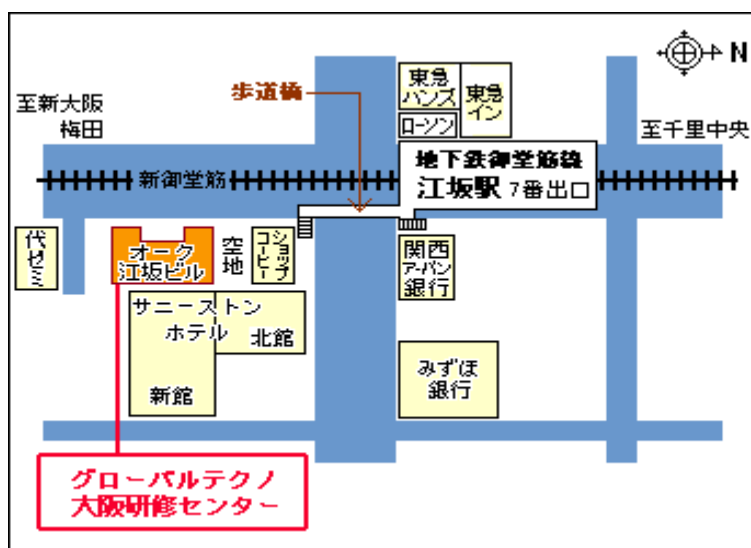 N
東急
ハンズ
東急
イン
歩道橋
ローソン
至新大阪
梅田
至千里中央
地下鉄御堂筋線
江坂駅 7番出口
新御堂筋
代ゼミ
オーク
江坂ビル
空地
コーヒー
ショップ
関西
アーバン
銀行
サニーストン
ホテル
北館
新館
みずほ
銀行
グローバルテクノ
大阪研修センター